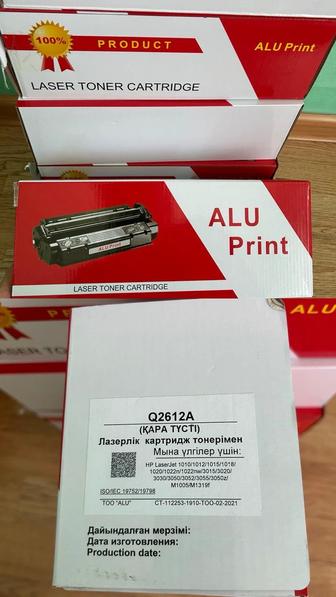 100%
PRODUCT
ALU Print
LASER TONER CARTRIDGE
ALU
Print
ALU PRINT
LASER TONER CARTRIDGE
Q2612A
(ҚАРА ТҮСТІ)
Лазерлік картридж тонерімен
Мына үлгілер үшін:
HP LaserJet 1010/1012/1015/1018/
1020/1022n/1022nw/3015/3020/
3030/3050/3052/3055/3050z/
M1005/M1319f
ISO/IEC 19752/19798
ТОО "ALU"
СТ-112253-1910-ТОО-02-2021
Дайындалған мерзімі:
Дата изготовления:
Production date: